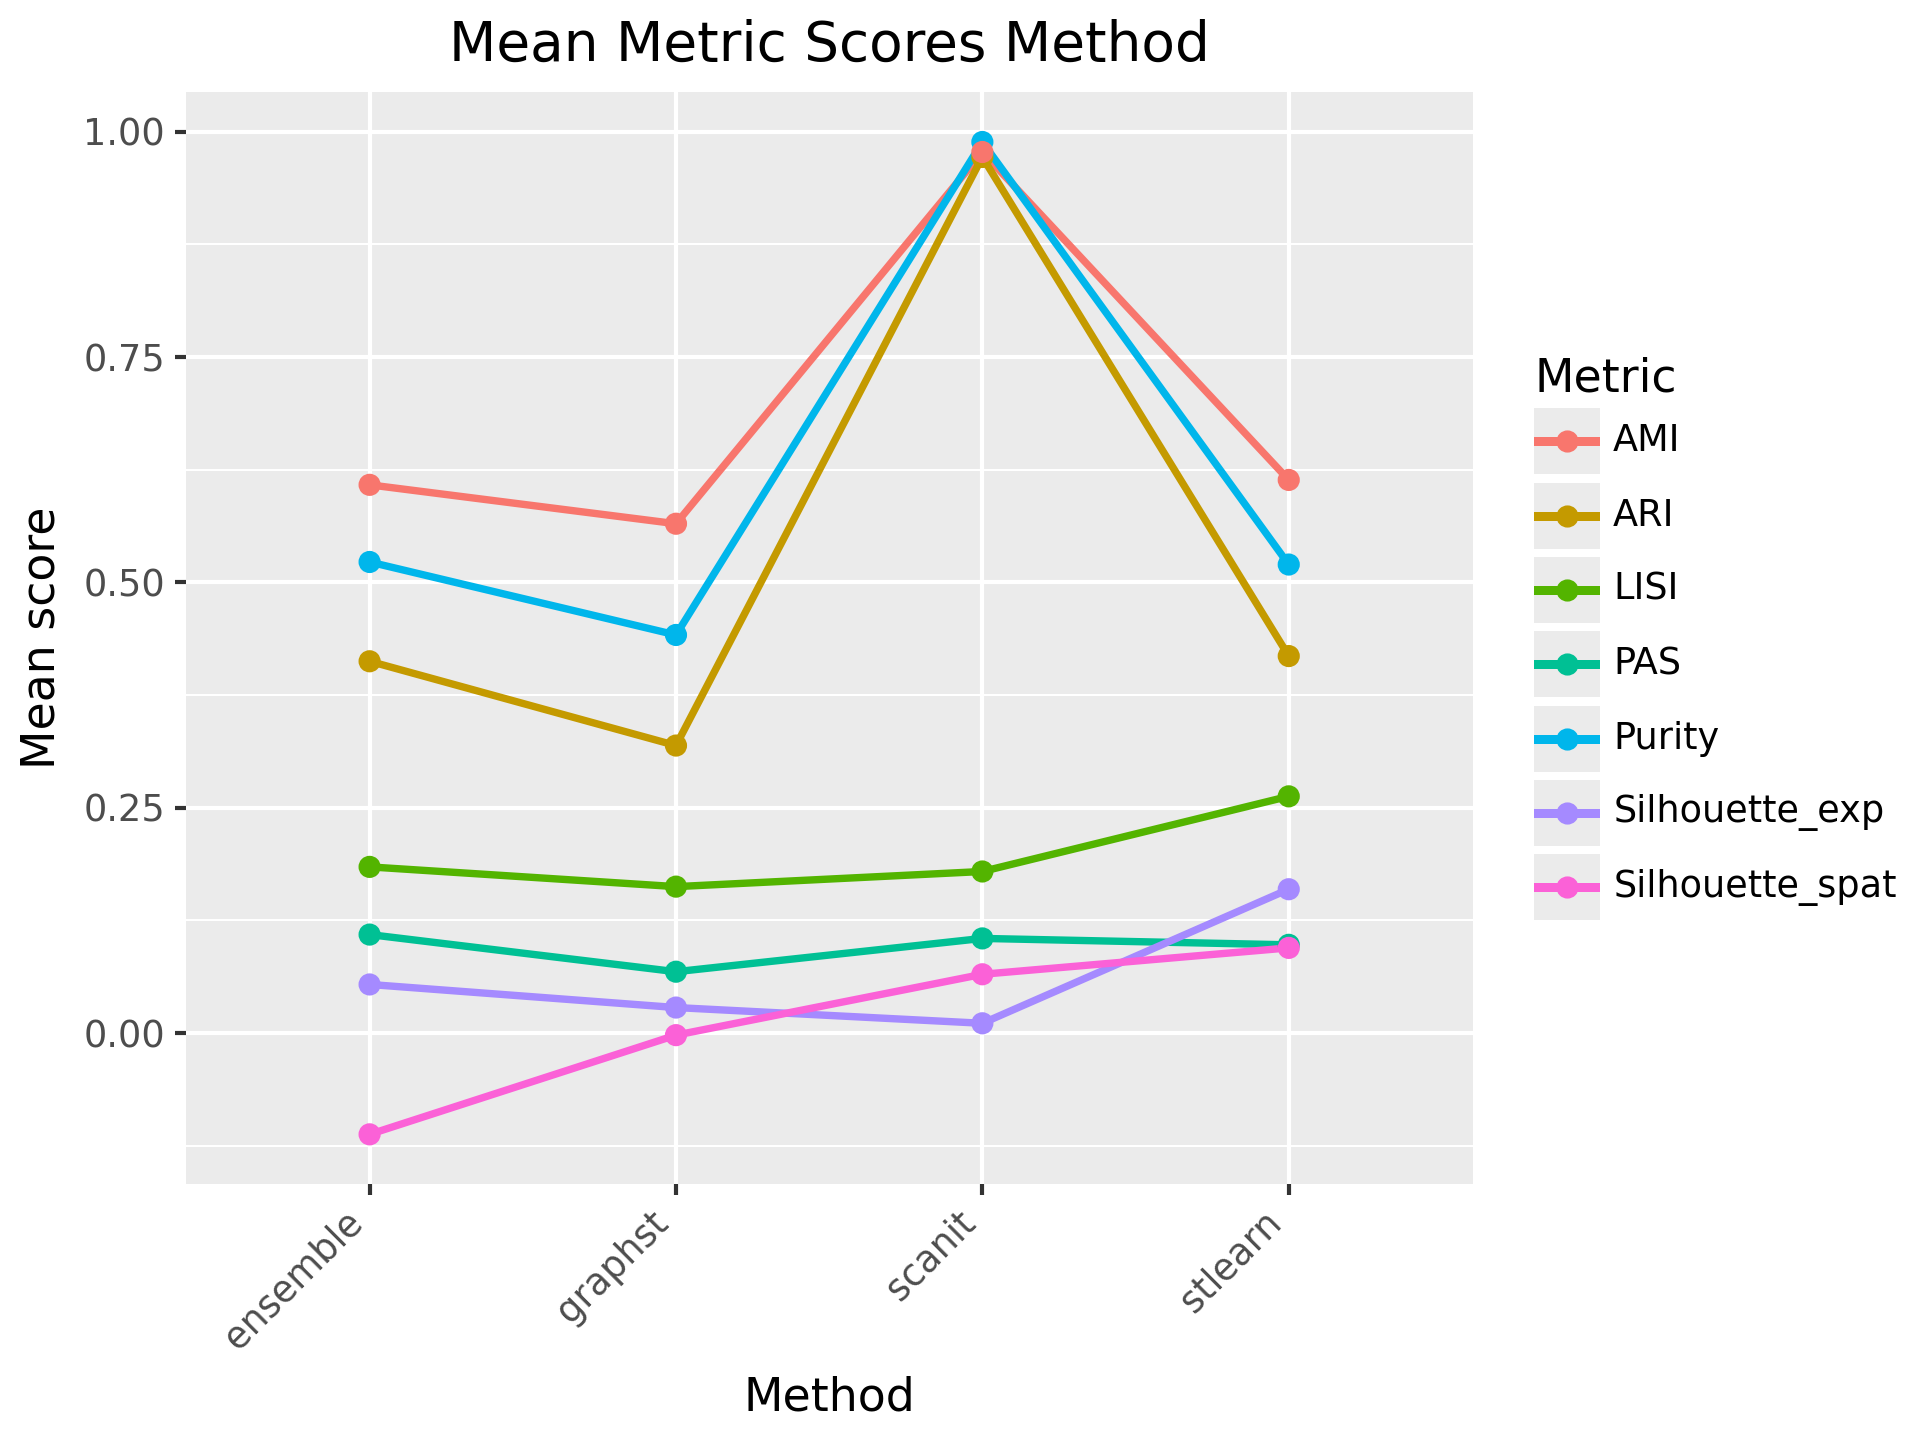 Mean Metric Scores Method
Mean score
1.00
0.75
0.50
0.25
0.00
ensemble
graphst
scanit
stlearn
Method
Metric
AMI
ARI
LISI
PAS
Purity
Silhouette_exp
Silhouette_spat